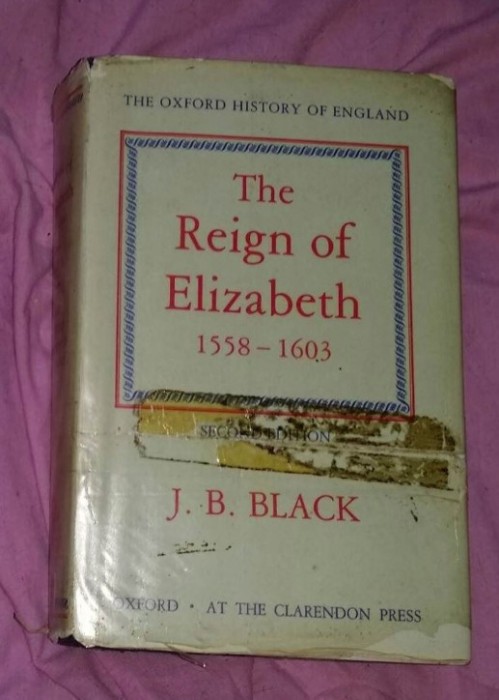 THE OXFORD HISTORY OF ENGLAND
The
Reign of
Elizabeth
1558 – 1603
SECOND EDITION
J. B. BLACK
OXFORD · AT THE CLARENDON PRESS